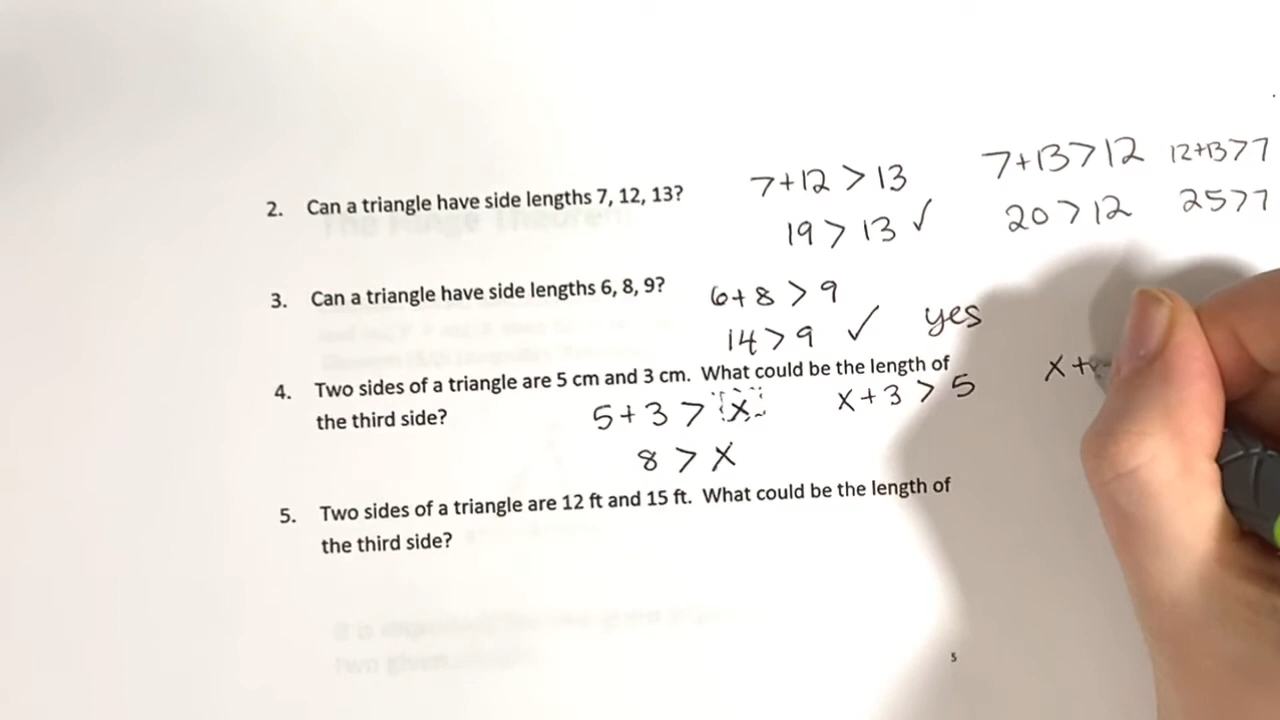 7+12 > 13 7+13>12 12+13>7
2. Can a triangle have side lengths 7, 12, 13?
19 > 13 ✓ 20 > 12 25>7
3. Can a triangle have side lengths 6, 8, 9? 6+8 > 9
14 > 9 ✓ yes
4. Two sides of a triangle are 5 cm and 3 cm. What could be the length of
the third side? 5+3 > x x+3 > 5 x+
8 > x
5. Two sides of a triangle are 12 ft and 15 ft. What could be the length of
the third side?
5